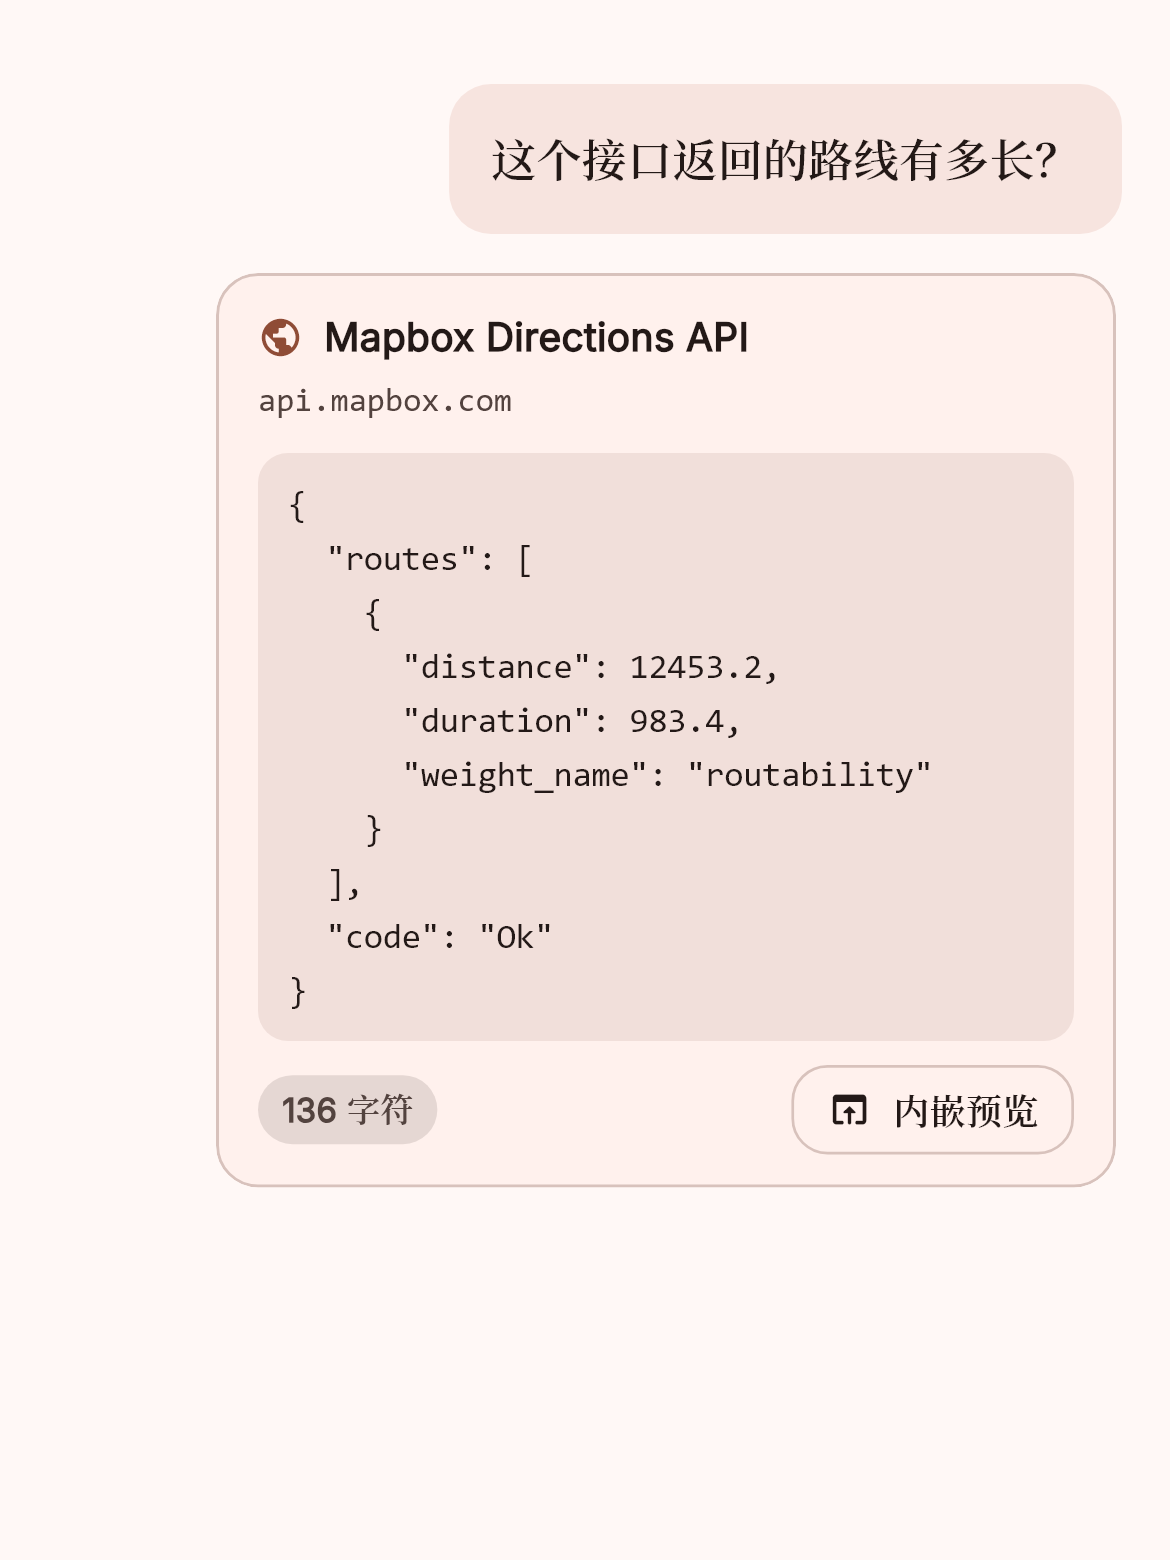 这个接口返回的路线有多长?
Mapbox Directions API
api.mapbox.com
{
  "routes": [
    {
      "distance": 12453.2,
      "duration": 983.4,
      "weight_name": "routability"
    }
  ],
  "code": "Ok"
}
136 字符
内嵌预览